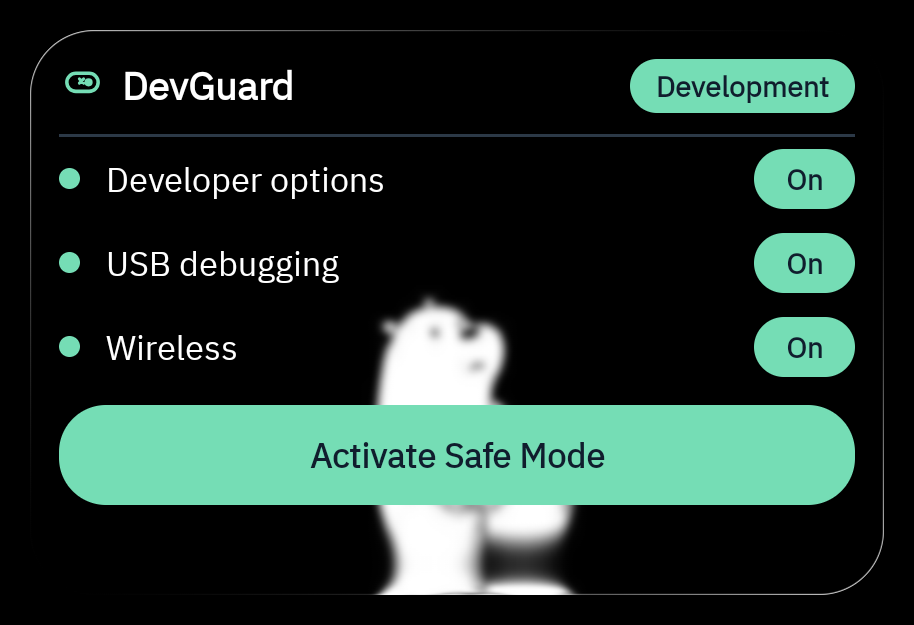 DevGuard
Development
Developer options
On
USB debugging
On
Wireless
On
Activate Safe Mode